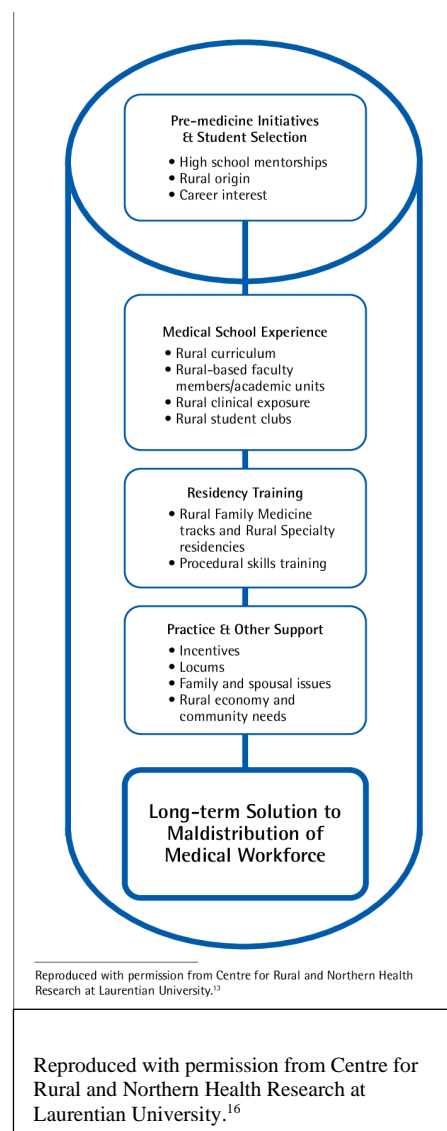 Pre-medicine Initiatives
& Student Selection
• High school mentorships
• Rural origin
• Career interest
Medical School Experience
• Rural curriculum
• Rural-based faculty
members/academic units
• Rural clinical exposure
• Rural student clubs
Residency Training
• Rural Family Medicine
tracks and Rural Specialty
residencies
• Procedural skills training
Practice & Other Support
• Incentives
• Locums
• Family and spousal issues
• Rural economy and
community needs
Long-term Solution to
Maldistribution of
Medical Workforce
Reproduced with permission from Centre for Rural and Northern Health
Research at Laurentian University.13
Reproduced with permission from Centre for
Rural and Northern Health Research at
Laurentian University.16